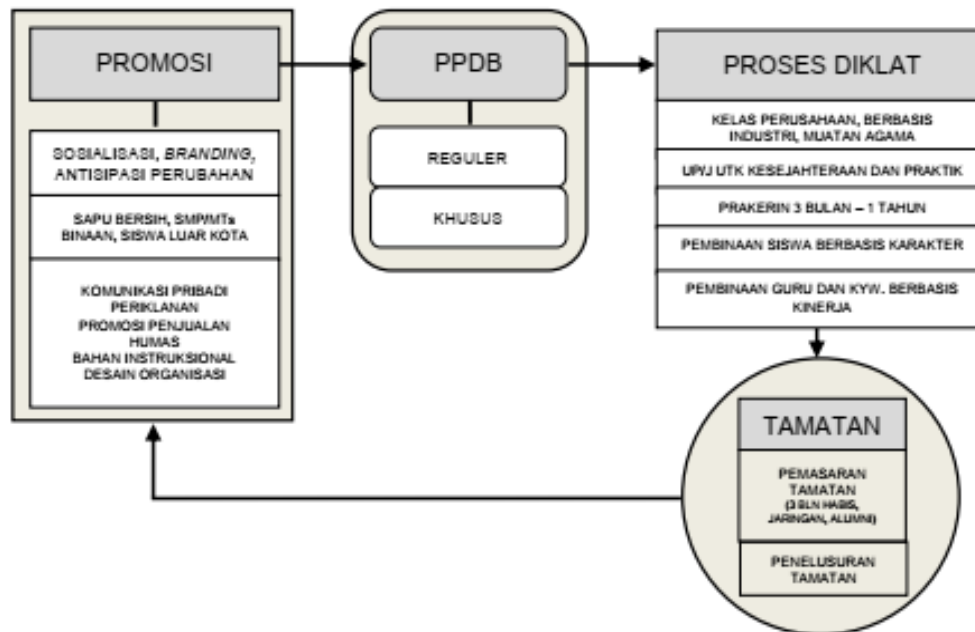 PROMOSI
SOSIALISASI, BRANDING,
ANTISIPASI PERUBAHAN
SAPU BERSIH, SMP/MTs
BINAAN, SISWA LUAR KOTA
KOMUNIKASI PRIBADI
PERIKLANAN
PROMOSI PENJUALAN
HUMAS
BAHAN INSTRUKSIONAL
DESAIN ORGANISASI
PPDB
REGULER
KHUSUS
PROSES DIKLAT
KELAS PERUSAHAAN, BERBASIS
INDUSTRI, MUATAN AGAMA
UP/J UTK KESEJAHTERAAN DAN PRAKTIK
PRAKERIN 3 BULAN – 1 TAHUN
PEMBINAAN SISWA BERBASIS KARAKTER
PEMBINAAN GURU DAN KYW. BERBASIS
KINERJA
TAMATAN
PEMASARAN
TAMATAN
(3 BLN HABIS,
JARINGAN, ALUMNI)
PENELUSURAN
TAMATAN